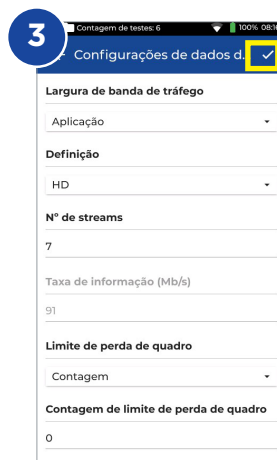 3
Contagem de testes: 6
100% 08:16
Configurações de dados d.
Largura de banda de tráfego
Aplicação
Definição
HD
Nº de streams
7
Taxa de informação (Mb/s)
91
Limite de perda de quadro
Contagem
Contagem de limite de perda de quadro
0